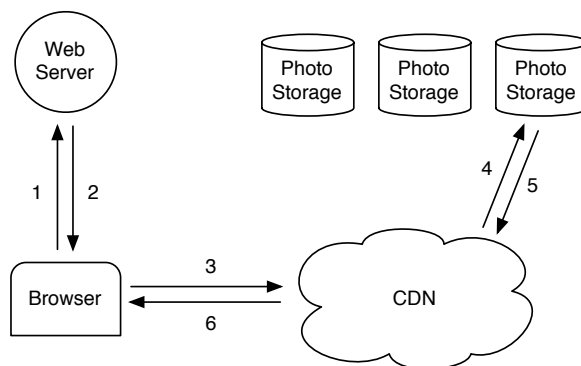 Web
Server
Photo
Storage
Photo
Storage
Photo
Storage
1
2
4
5
Browser
3
6
CDN